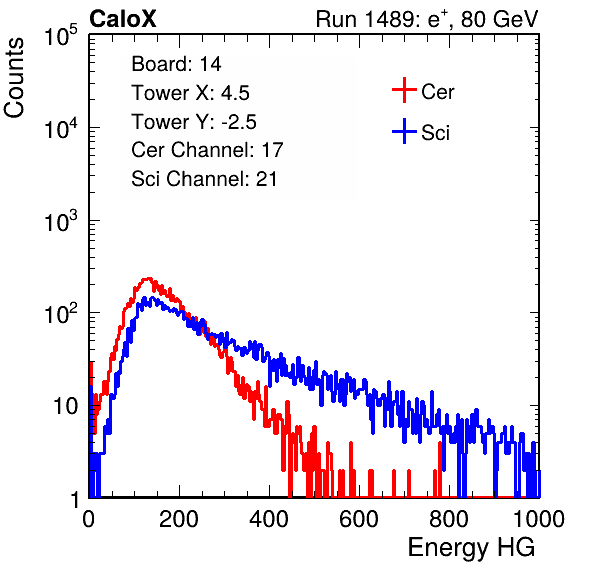 CaloX
Run 1489: e+, 80 GeV
Counts
10^5
10^4
10^3
10^2
10
1
Board: 14
Tower X: 4.5
Tower Y: -2.5
Cer Channel: 17
Sci Channel: 21
Cer
Sci
0 200 400 600 800 1000
Energy HG